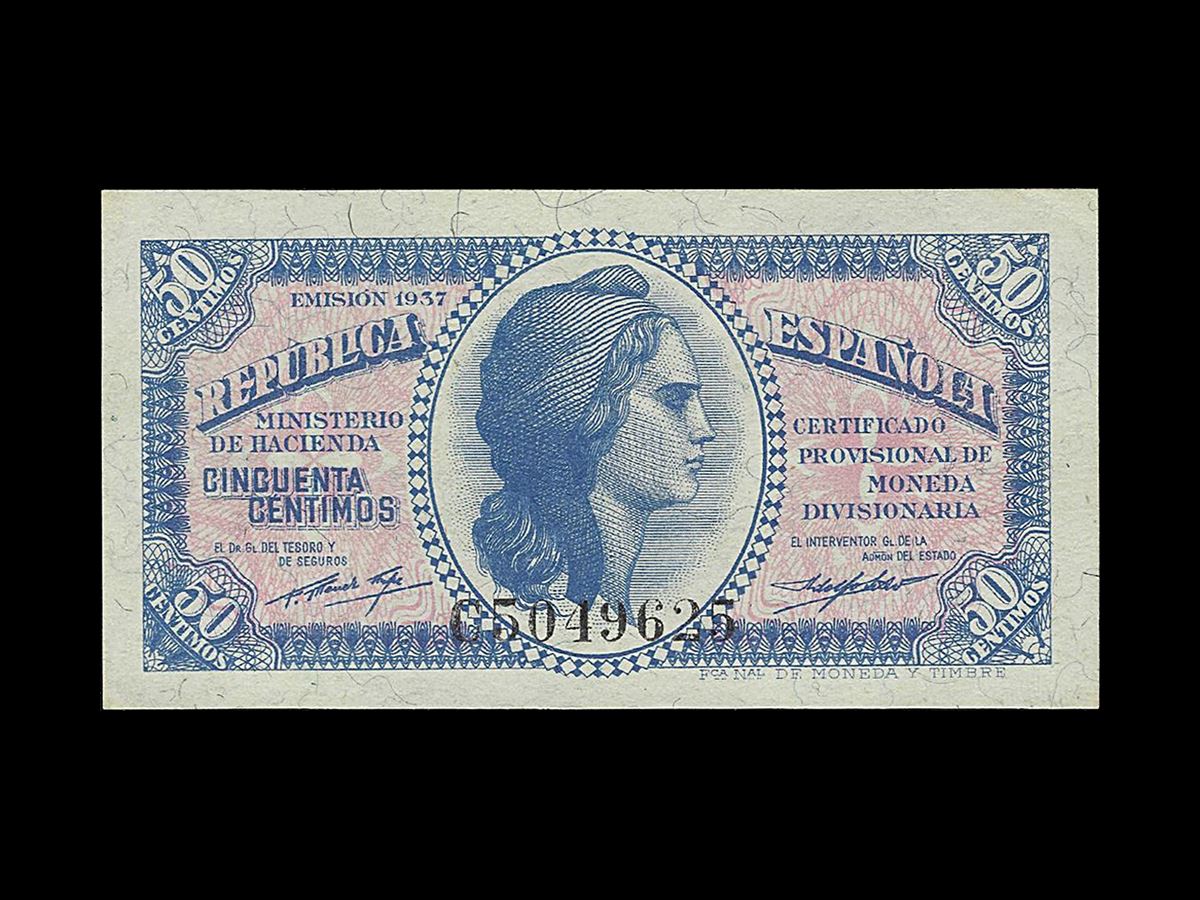 50
CENTIMOS
50
CENTIMOS
EMISIÓN 1937
REPUBLICA
ESPAÑOLA
MINISTERIO
DE HACIENDA
CINCUENTA
CENTIMOS
CERTIFICADO
PROVISIONAL DE
MONEDA
DIVISIONARIA
EL DR. GL. DEL TESORO Y
DE SEGUROS
EL INTERVENTOR GL. DE LA
ADMÓN DEL ESTADO
50
CENTIMOS
50
CENTIMOS
C5049625
FCA NAL DE MONEDA Y TIMBRE